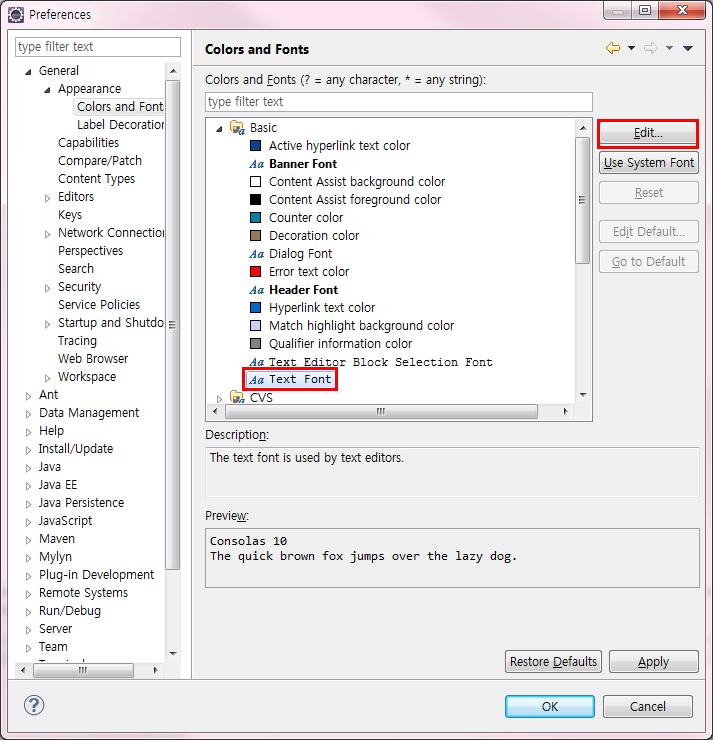 Preferences
type filter text
General
Appearance
Colors and Font
Label Decoration
Capabilities
Compare/Patch
Content Types
Editors
Keys
Network Connection
Perspectives
Search
Security
Service Policies
Startup and Shutdo
Tracing
Web Browser
Workspace
Ant
Data Management
Help
Install/Update
Java
Java EE
Java Persistence
JavaScript
Maven
Mylyn
Plug-in Development
Remote Systems
Run/Debug
Server
Team
Colors and Fonts
Colors and Fonts (? = any character, * = any string):
type filter text
Basic
Active hyperlink text color
Aa Banner Font
Content Assist background color
Content Assist foreground color
Counter color
Decoration color
Aa Dialog Font
Error text color
Aa Header Font
Hyperlink text color
Match highlight background color
Qualifier information color
Aa Text Editor Block Selection Font
Aa Text Font
CVS
Edit...
Use System Font
Reset
Edit Default...
Go to Default
Description:
The text font is used by text editors.
Preview:
Consolas 10
The quick brown fox jumps over the lazy dog.
Restore Defaults
Apply
?
OK
Cancel